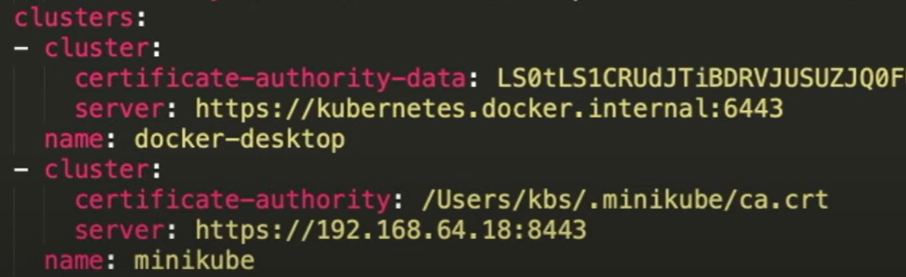 clusters:
- cluster:
    certificate-authority-data: LS0tLS1CRUdJTiBDRVJUSUZJQ0F
    server: https://kubernetes.docker.internal:6443
  name: docker-desktop
- cluster:
    certificate-authority: /Users/kbs/.minikube/ca.crt
    server: https://192.168.64.18:8443
  name: minikube